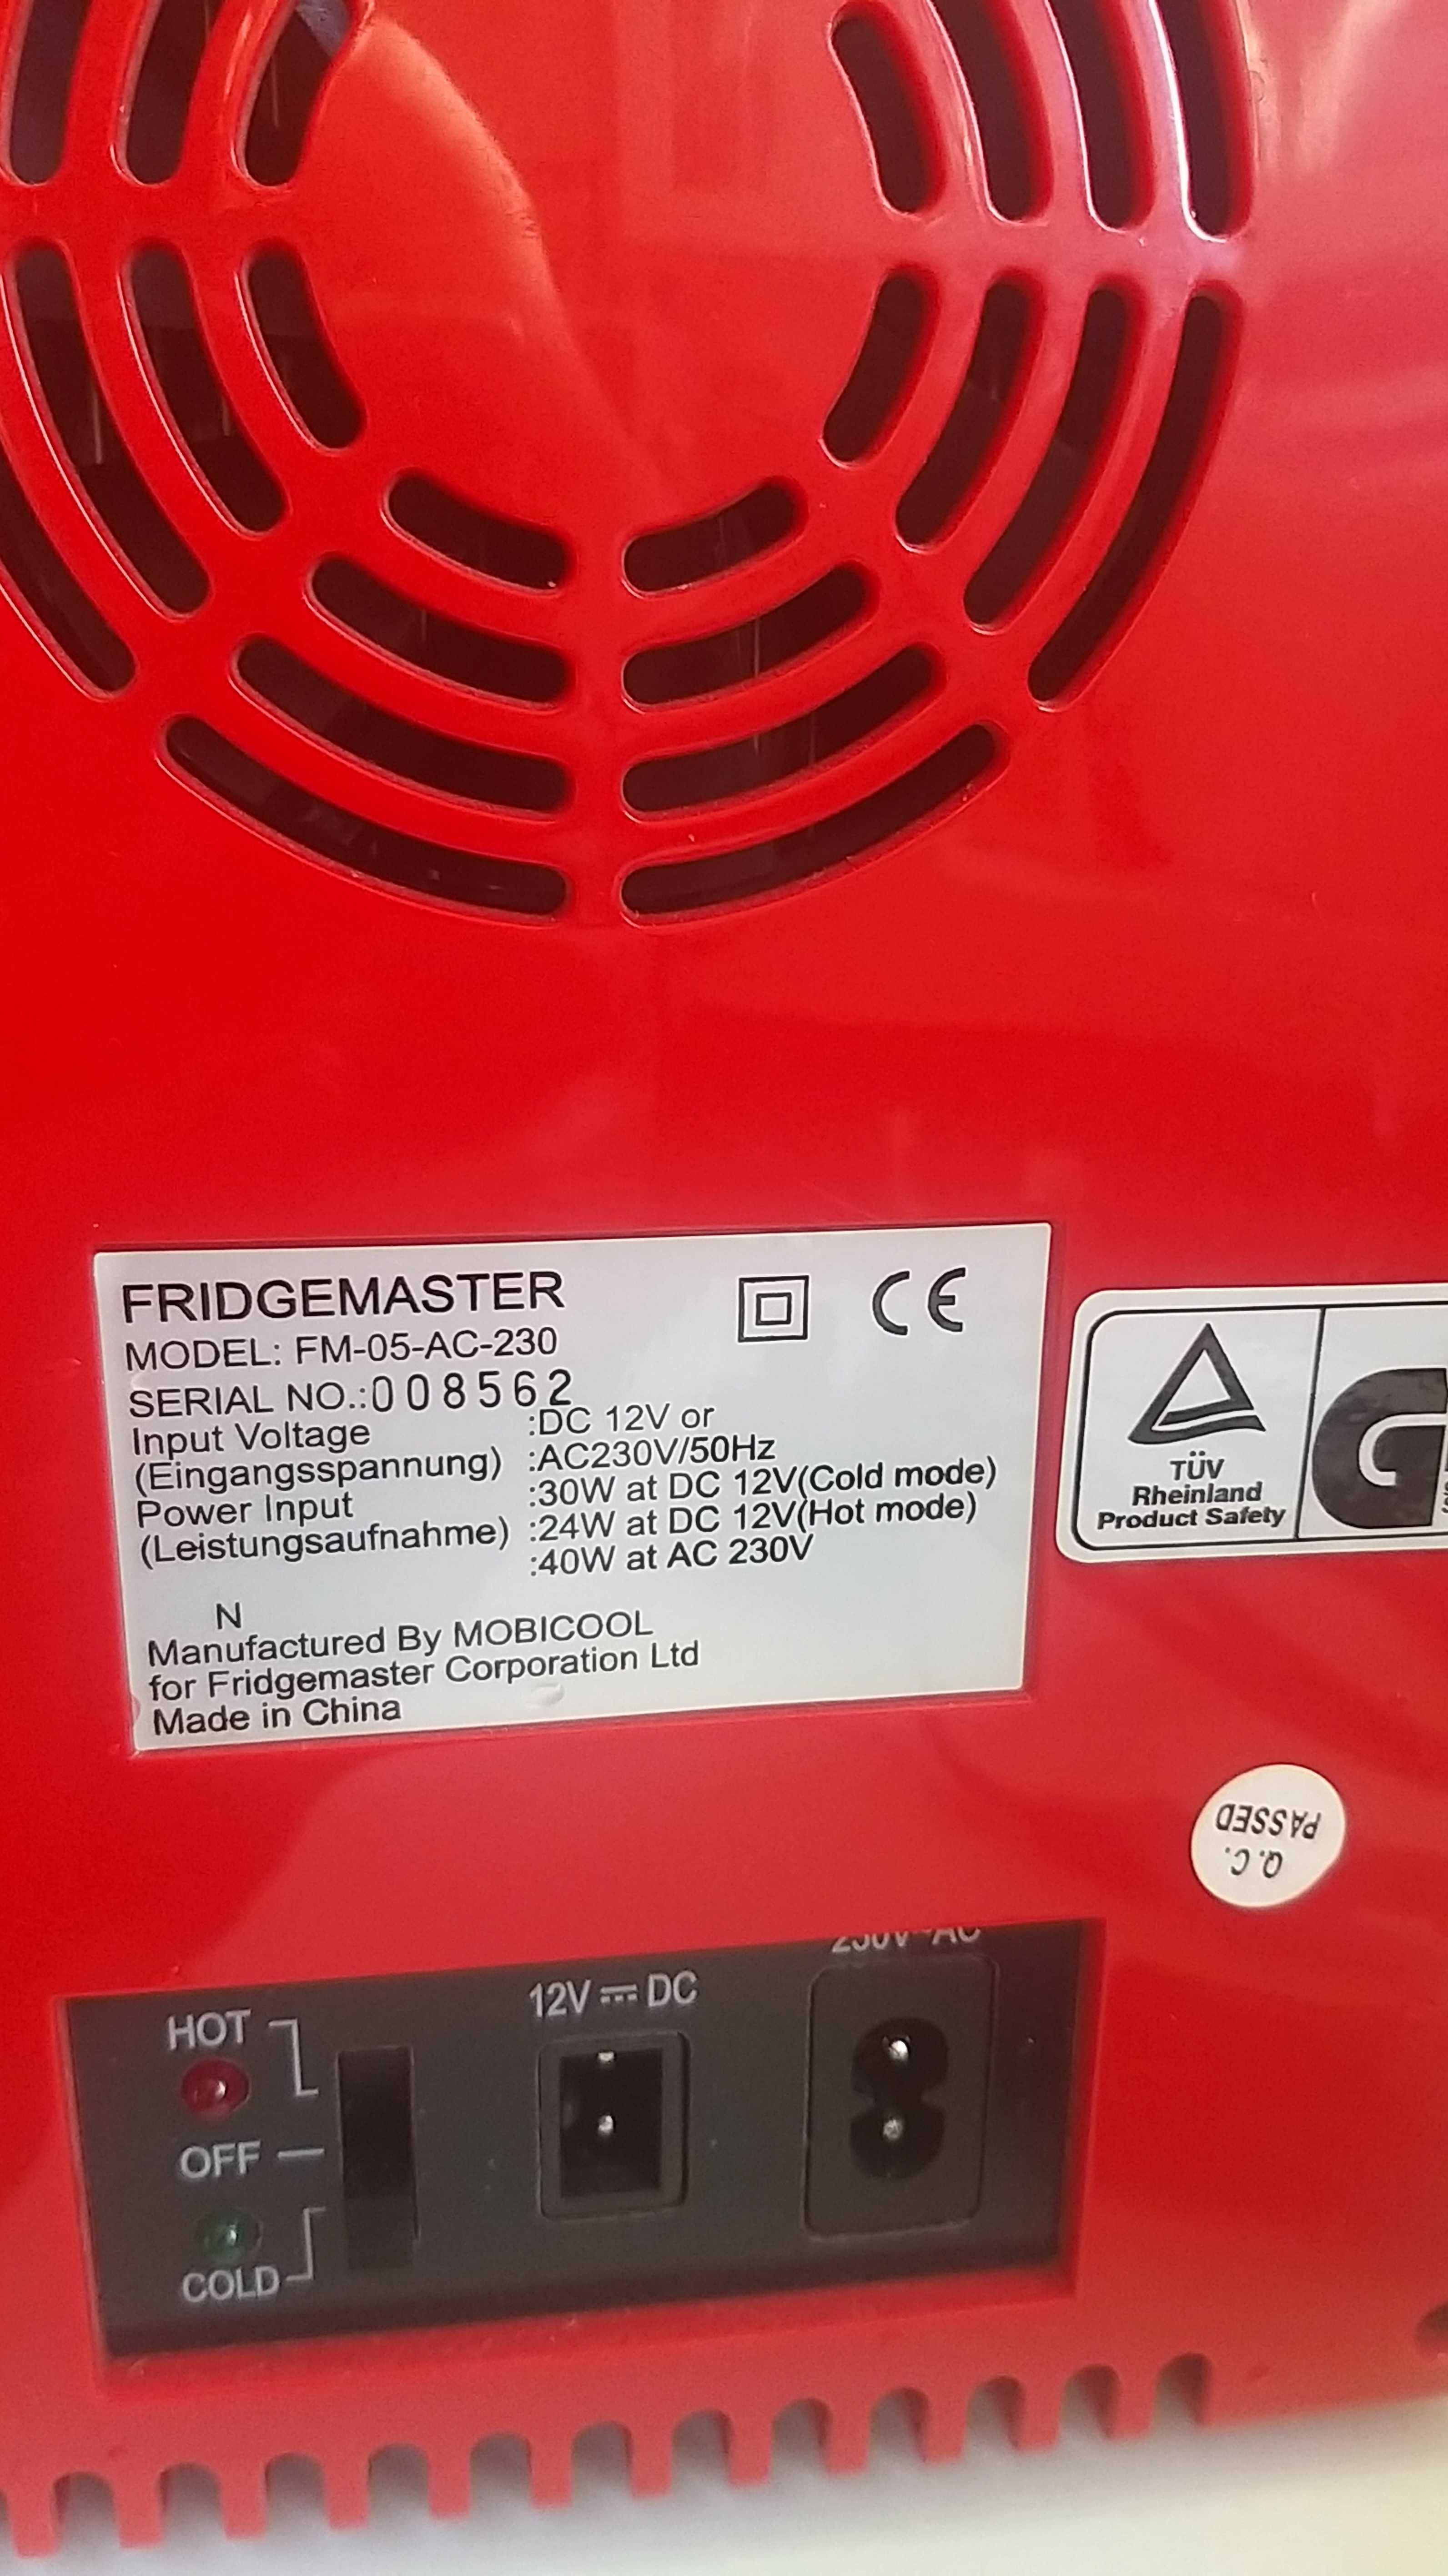 FRIDGEMASTER CE
MODEL: FM-05-AC-230
SERIAL NO.:008562
Input Voltage :DC 12V or
(Eingangsspannung) :AC230V/50Hz
Power Input :30W at DC 12V(Cold mode)
(Leistungsaufnahme) :24W at DC 12V(Hot mode)
:40W at AC 230V
N
Manufactured By MOBICOOL
for Fridgemaster Corporation Ltd
Made in China
TÜV
Rheinland
Product Safety
Q.C.
PASSED
HOT
OFF
COLD
12V DC
230V~AC